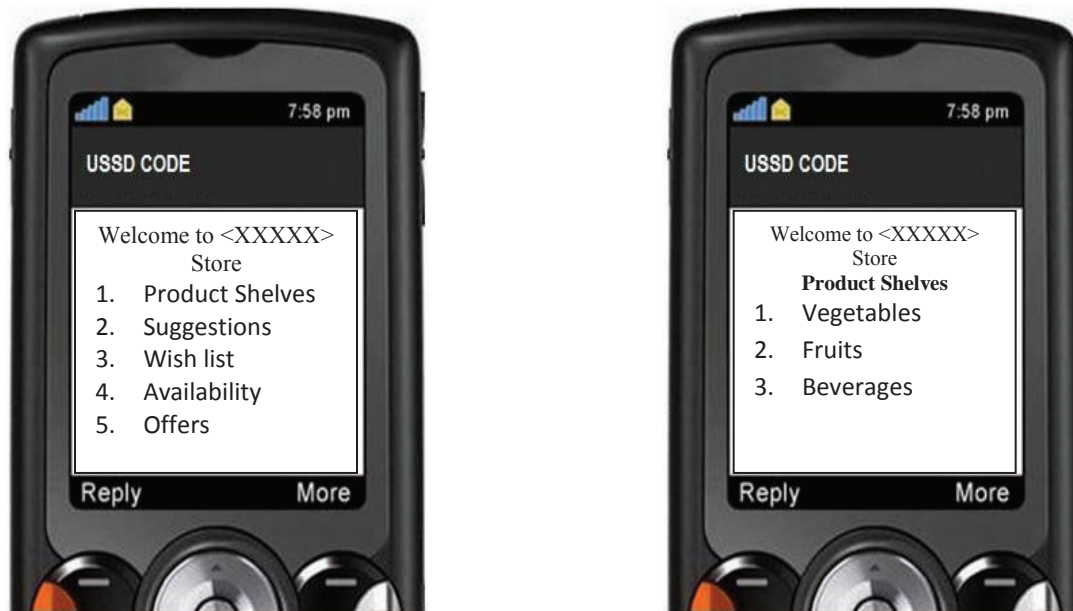 7:58 pm
USSD CODE
Welcome to <XXXXX>
Store
1. Product Shelves
2. Suggestions
3. Wish list
4. Availability
5. Offers
Reply More
7:58 pm
USSD CODE
Welcome to <XXXXX>
Store
Product Shelves
1. Vegetables
2. Fruits
3. Beverages
Reply More